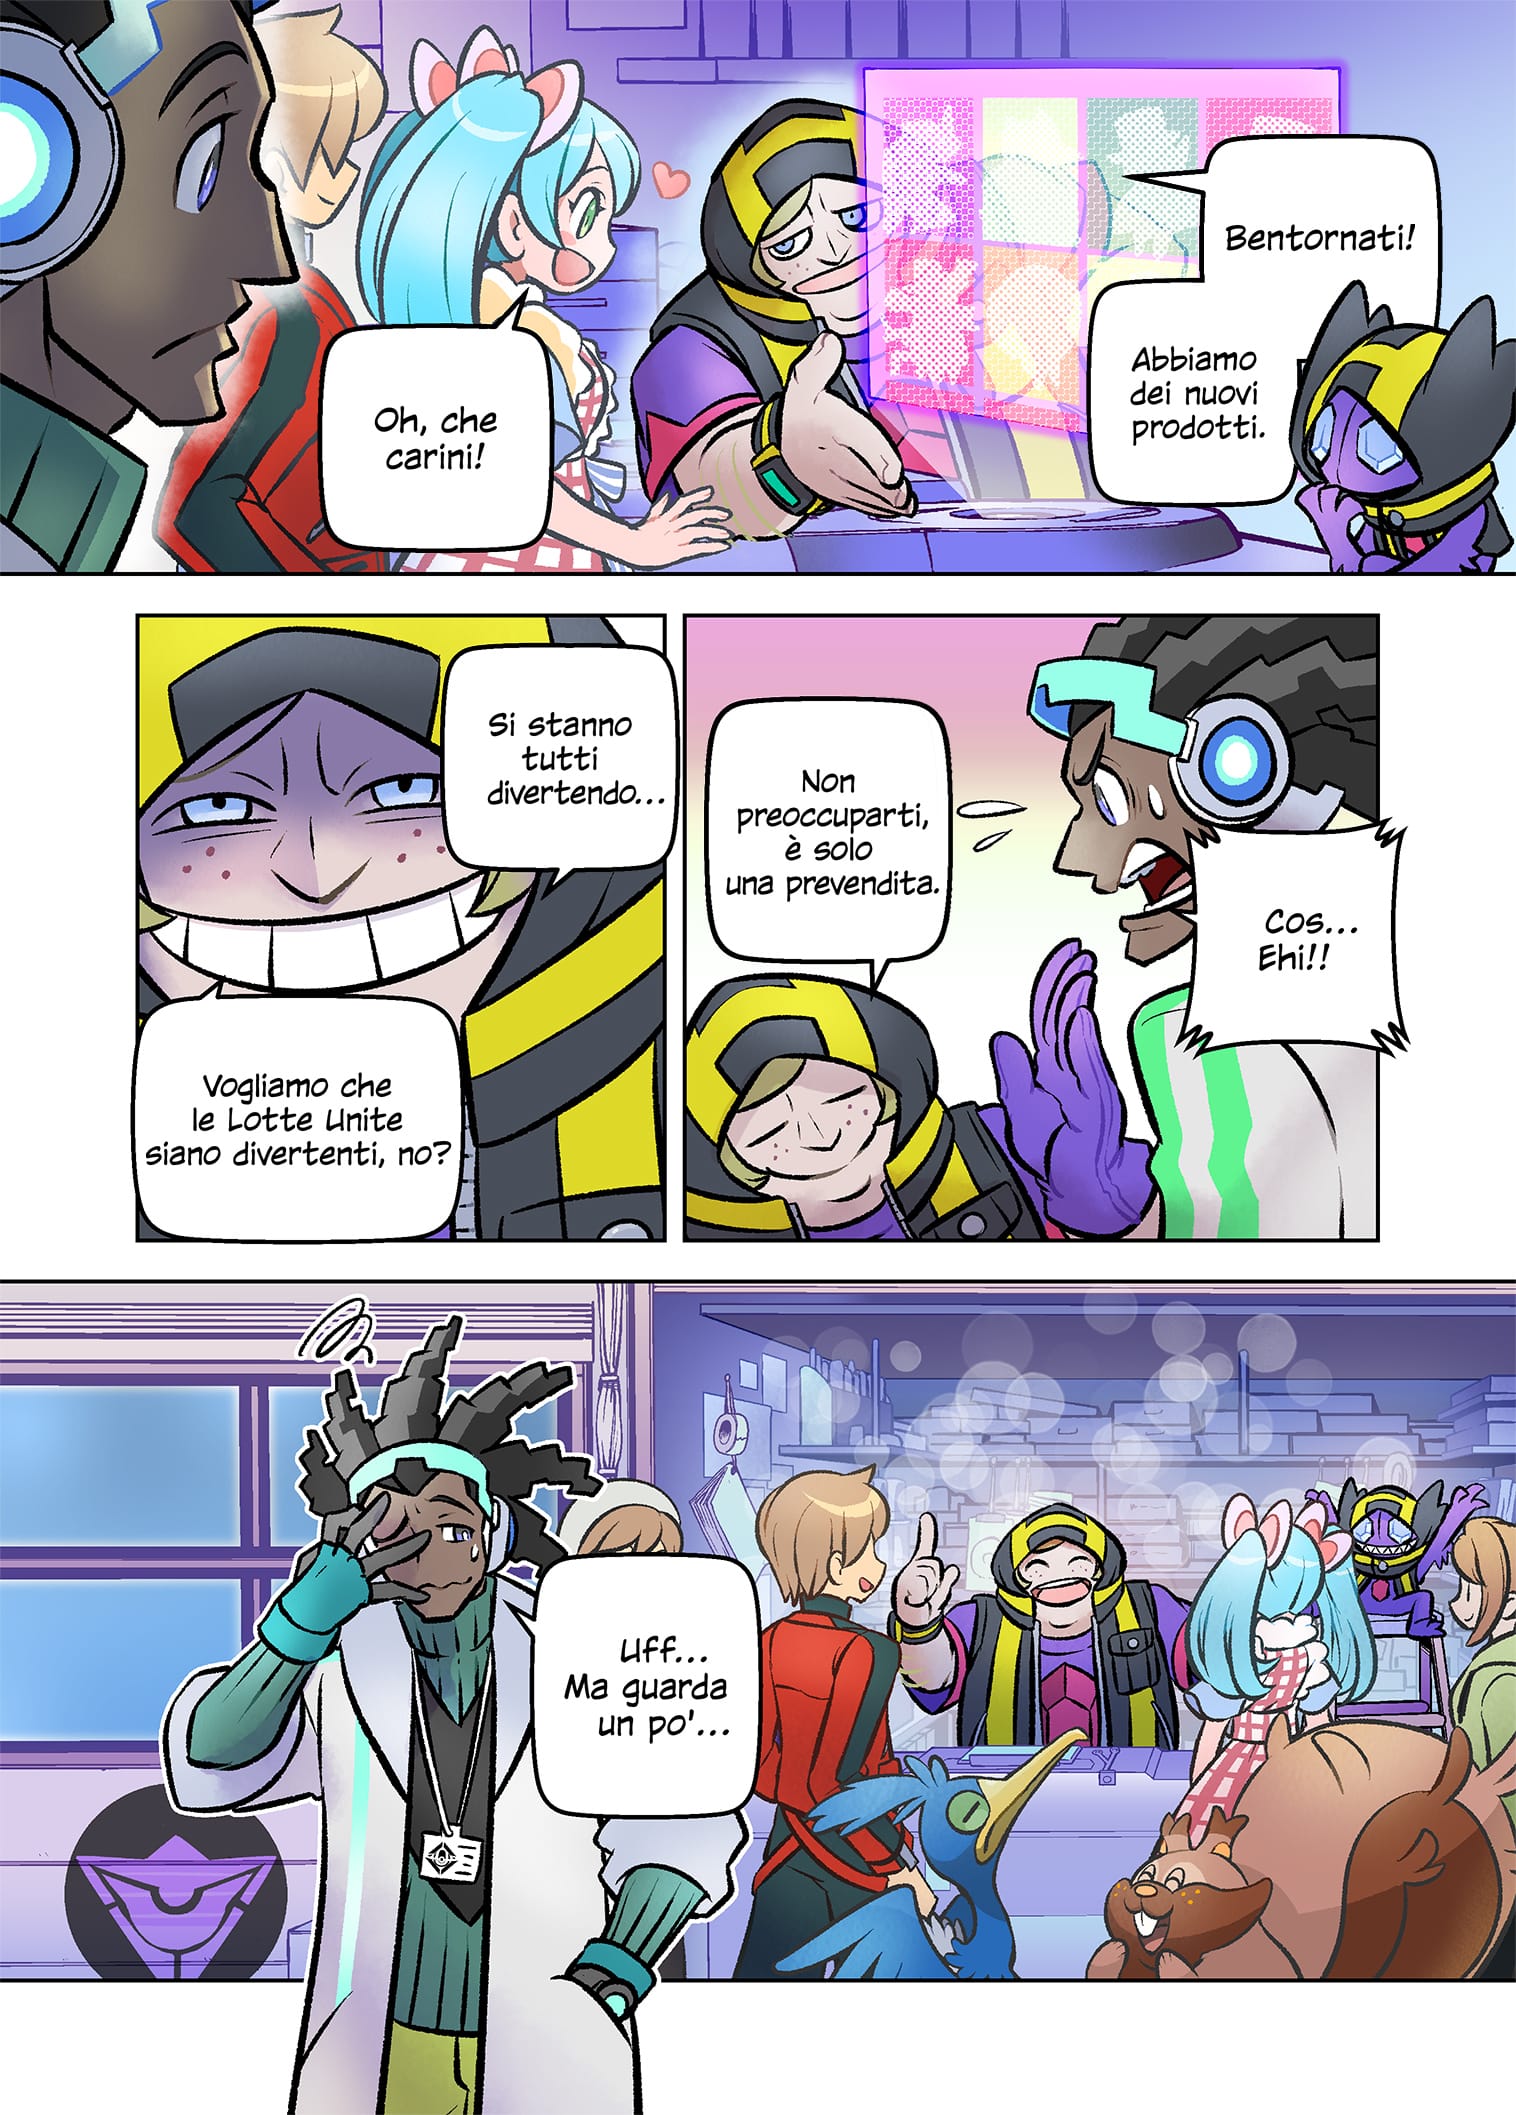 Bentornati!
Abbiamo
dei nuovi
prodotti.
Oh, che
carini!
Si stanno
tutti
divertendo...
Vogliamo che
le Lotte Unite
siano divertenti, no?
Non
preoccuparti,
è solo
una prevendita.
Cos...
Ehi!!
Uff...
Ma guarda
un po'...